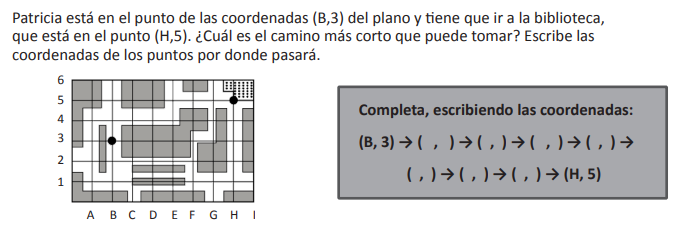 Patricia está en el punto de las coordenadas (B,3) del plano y tiene que ir a la biblioteca,
que está en el punto (H,5). ¿Cuál es el camino más corto que puede tomar? Escribe las
coordenadas de los puntos por donde pasará.
6
5
4
3
2
1
A B C D E F G H I
Completa, escribiendo las coordenadas:
(B, 3) → ( , ) → ( , ) → ( , ) → ( , ) →
( , ) → ( , ) → ( , ) → (H, 5)